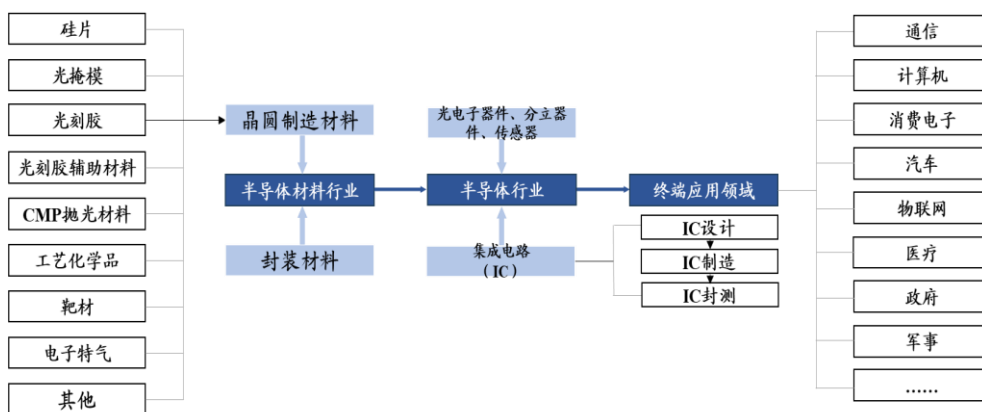 硅片
光掩模
光刻胶
光刻胶辅助材料
CMP抛光材料
工艺化学品
靶材
电子特气
其他
晶圆制造材料
半导体材料行业
封装材料
光电子器件、分立器
件、传感器
半导体行业
集成电路
（IC）
终端应用领域
IC设计
IC制造
IC封测
通信
计算机
消费电子
汽车
物联网
医疗
政府
军事
……